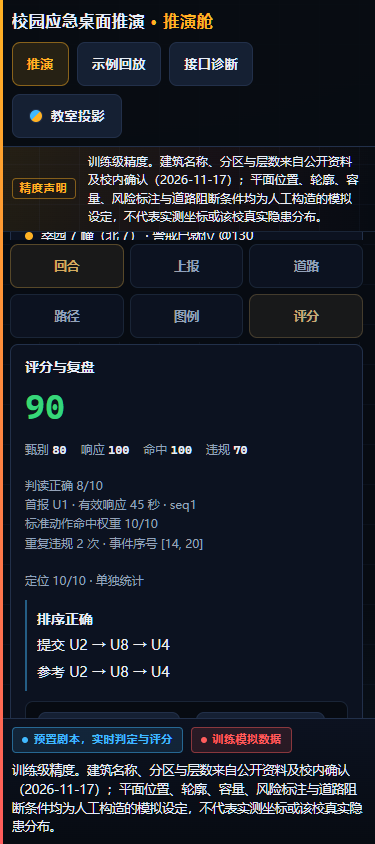 校园应急桌面推演 • 推演舱
推演
示例回放
接口诊断
教室投影
精度声明
训练级精度。建筑名称、分区与层数来自公开资料
及校内确认（2026-11-17）；平面位置、轮廓、容
量、风险标注与道路阻断条件均为人工构造的模拟
设定，不代表实测坐标或该校真实隐患分布。
回合
上报
道路
路径
图例
评分
评分与复盘
90
甄别 80 响应 100 命中 100 违规 70
判读正确 8/10
首报 U1 · 有效响应 45 秒 · seq1
标准动作命中权重 10/10
重复违规 2 次 · 事件序号 [14, 20]
定位 10/10 · 单独统计
排序正确
提交 U2 → U8 → U4
参考 U2 → U8 → U4
预置剧本，实时判定与评分
训练模拟数据
训练级精度。建筑名称、分区与层数来自公开资料及校内确认
（2026-11-17）；平面位置、轮廓、容量、风险标注与道路阻
断条件均为人工构造的模拟设定，不代表实测坐标或该校真实隐
患分布。